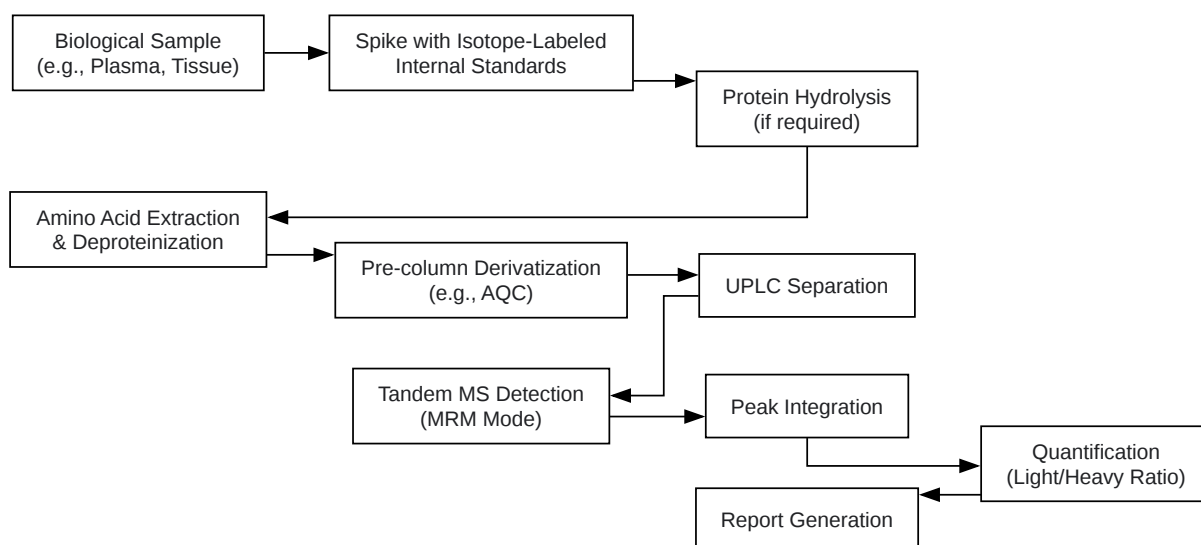 Biological Sample
(e.g., Plasma, Tissue)
Spike with Isotope-Labeled
Internal Standards
Protein Hydrolysis
(if required)
Amino Acid Extraction
& Deproteinization
Pre-column Derivatization
(e.g., AQC)
UPLC Separation
Tandem MS Detection
(MRM Mode)
Peak Integration
Quantification
(Light/Heavy Ratio)
Report Generation